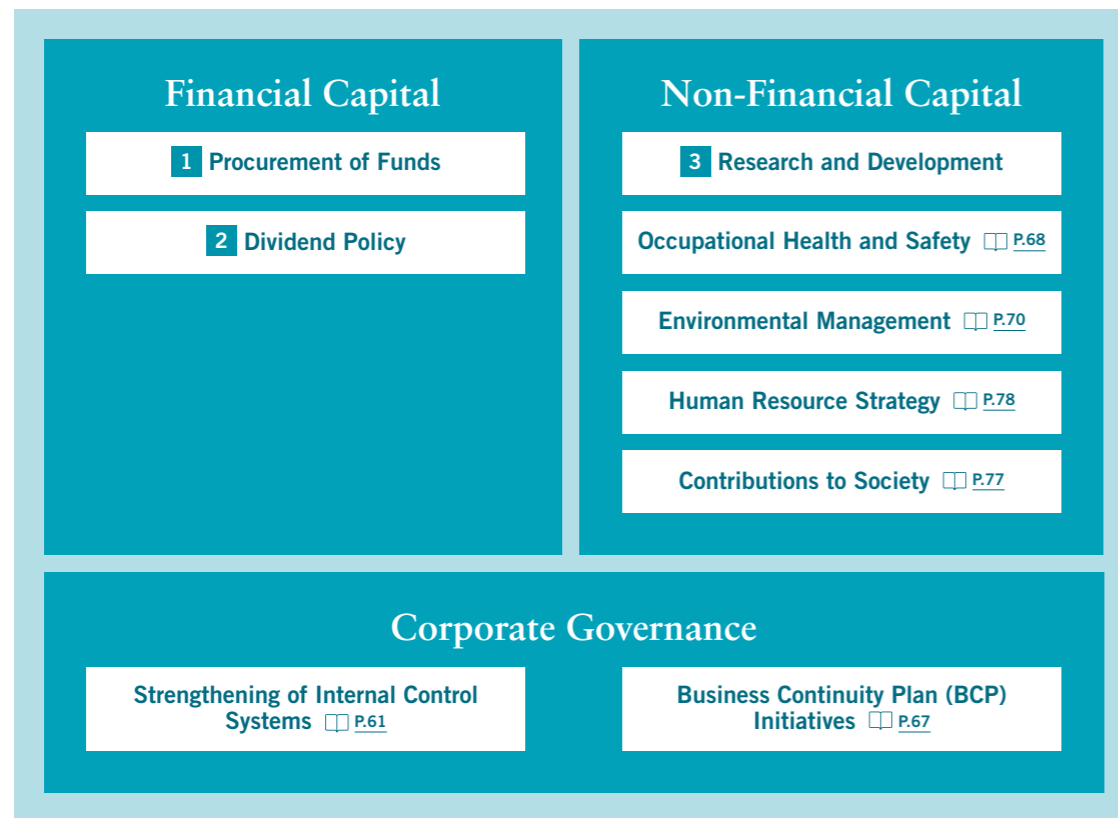 Financial Capital
1 Procurement of Funds
2 Dividend Policy
Non-Financial Capital
3 Research and Development
Occupational Health and Safety P.68
Environmental Management P.70
Human Resource Strategy P.78
Contributions to Society P.77
Corporate Governance
Strengthening of Internal Control
Systems P.61
Business Continuity Plan (BCP)
Initiatives P.67